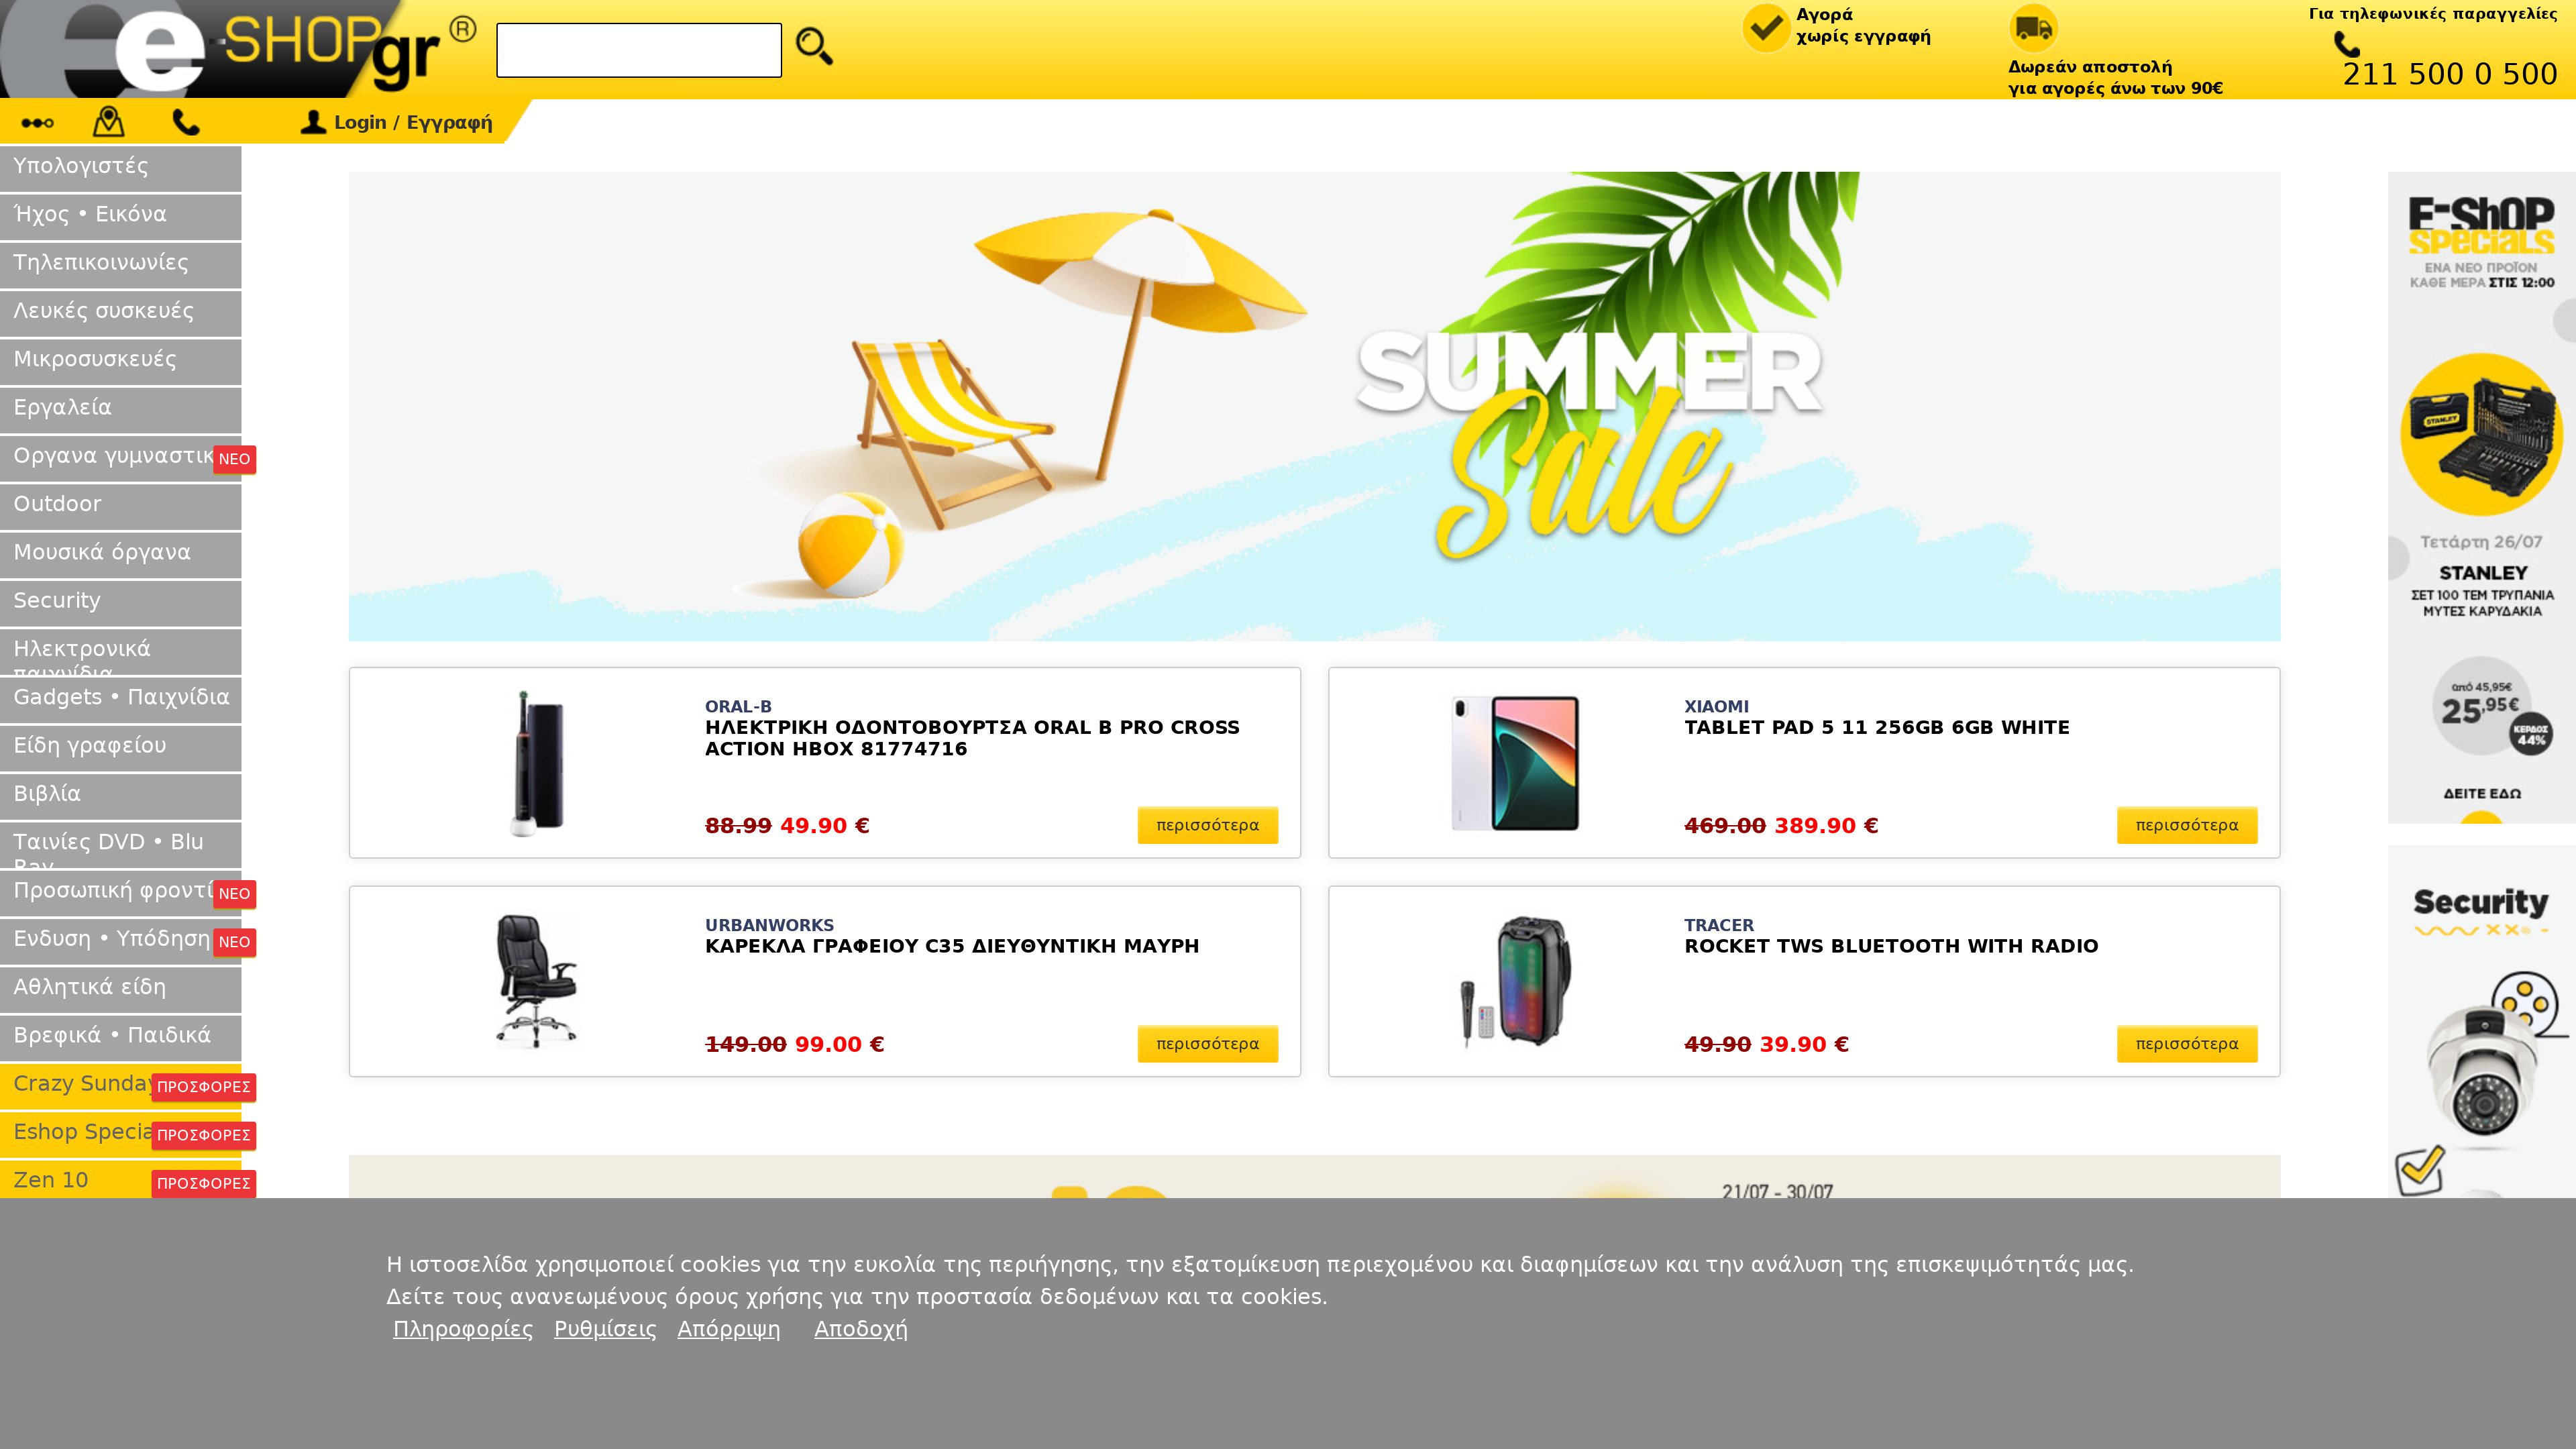 e-SHOP.gr ®
Αγορά
χωρίς εγγραφή
Δωρεάν αποστολή
για αγορές άνω των 90€
Για τηλεφωνικές παραγγελίες
211 500 0 500
Login / Εγγραφή
Υπολογιστές
Ήχος • Εικόνα
Τηλεπικοινωνίες
Λευκές συσκευές
Μικροσυσκευές
Εργαλεία
Οργανα γυμναστικ
ΝΕΟ
Outdoor
Μουσικά όργανα
Security
Ηλεκτρονικά
παιχνίδια
Gadgets • Παιχνίδια
Είδη γραφείου
Βιβλία
Ταινίες DVD • Blu
Ray
Προσωπική φροντί
ΝΕΟ
Ενδυση • Υπόδηση
ΝΕΟ
Αθλητικά είδη
Βρεφικά • Παιδικά
Crazy Sunday
ΠΡΟΣΦΟΡΕΣ
Eshop Specia
ΠΡΟΣΦΟΡΕΣ
Zen 10
ΠΡΟΣΦΟΡΕΣ
SUMMER
Sale
ORAL-B
ΗΛΕΚΤΡΙΚΗ ΟΔΟΝΤΟΒΟΥΡΤΣΑ ORAL B PRO CROSS
ACTION HBOX 81774716
88.99 49.90 €
περισσότερα
XIAOMI
TABLET PAD 5 11 256GB 6GB WHITE
469.00 389.90 €
περισσότερα
URBANWORKS
ΚΑΡΕΚΛΑ ΓΡΑΦΕΙΟΥ C35 ΔΙΕΥΘΥΝΤΙΚΗ ΜΑΥΡΗ
149.00 99.00 €
περισσότερα
TRACER
ROCKET TWS BLUETOOTH WITH RADIO
49.90 39.90 €
περισσότερα
21/07 - 30/07
E-ShOP
SPECIALS
ΕΝΑ ΝΕΟ ΠΡΟΪΟΝ
ΚΑΘΕ ΜΕΡΑ ΣΤΙΣ 12:00
STANLEY
Τετάρτη 26/07
STANLEY
ΣΕΤ 100 ΤΕΜ ΤΡΥΠΑΝΙΑ
ΜΥΤΕΣ ΚΑΡΥΔΑΚΙΑ
από 45,95€
25,95€
ΚΕΡΔΟΣ
44%
ΔΕΙΤΕ ΕΔΩ
Security
Η ιστοσελίδα χρησιμοποιεί cookies για την ευκολία της περιήγησης, την εξατομίκευση περιεχομένου και διαφημίσεων και την ανάλυση της επισκεψιμότητάς μας.
Δείτε τους ανανεωμένους όρους χρήσης για την προστασία δεδομένων και τα cookies.
Πληροφορίες Ρυθμίσεις Απόρριψη Αποδοχή